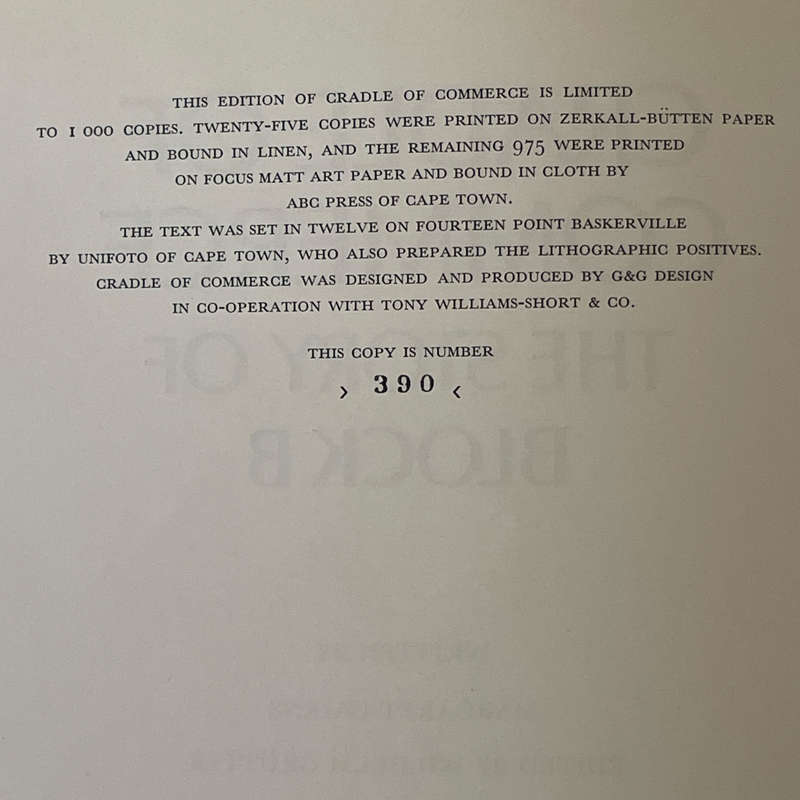 THIS EDITION OF CRADLE OF COMMERCE IS LIMITED
TO 1 000 COPIES. TWENTY-FIVE COPIES WERE PRINTED ON ZERKALL-BÜTTEN PAPER
AND BOUND IN LINEN, AND THE REMAINING 975 WERE PRINTED
ON FOCUS MATT ART PAPER AND BOUND IN CLOTH BY
ABC PRESS OF CAPE TOWN.
THE TEXT WAS SET IN TWELVE ON FOURTEEN POINT BASKERVILLE
BY UNIFOTO OF CAPE TOWN, WHO ALSO PREPARED THE LITHOGRAPHIC POSITIVES.
CRADLE OF COMMERCE WAS DESIGNED AND PRODUCED BY G&G DESIGN
IN CO-OPERATION WITH TONY WILLIAMS-SHORT & CO.
THIS COPY IS NUMBER
› 390 ‹
THE STORY OF
BLOCK B